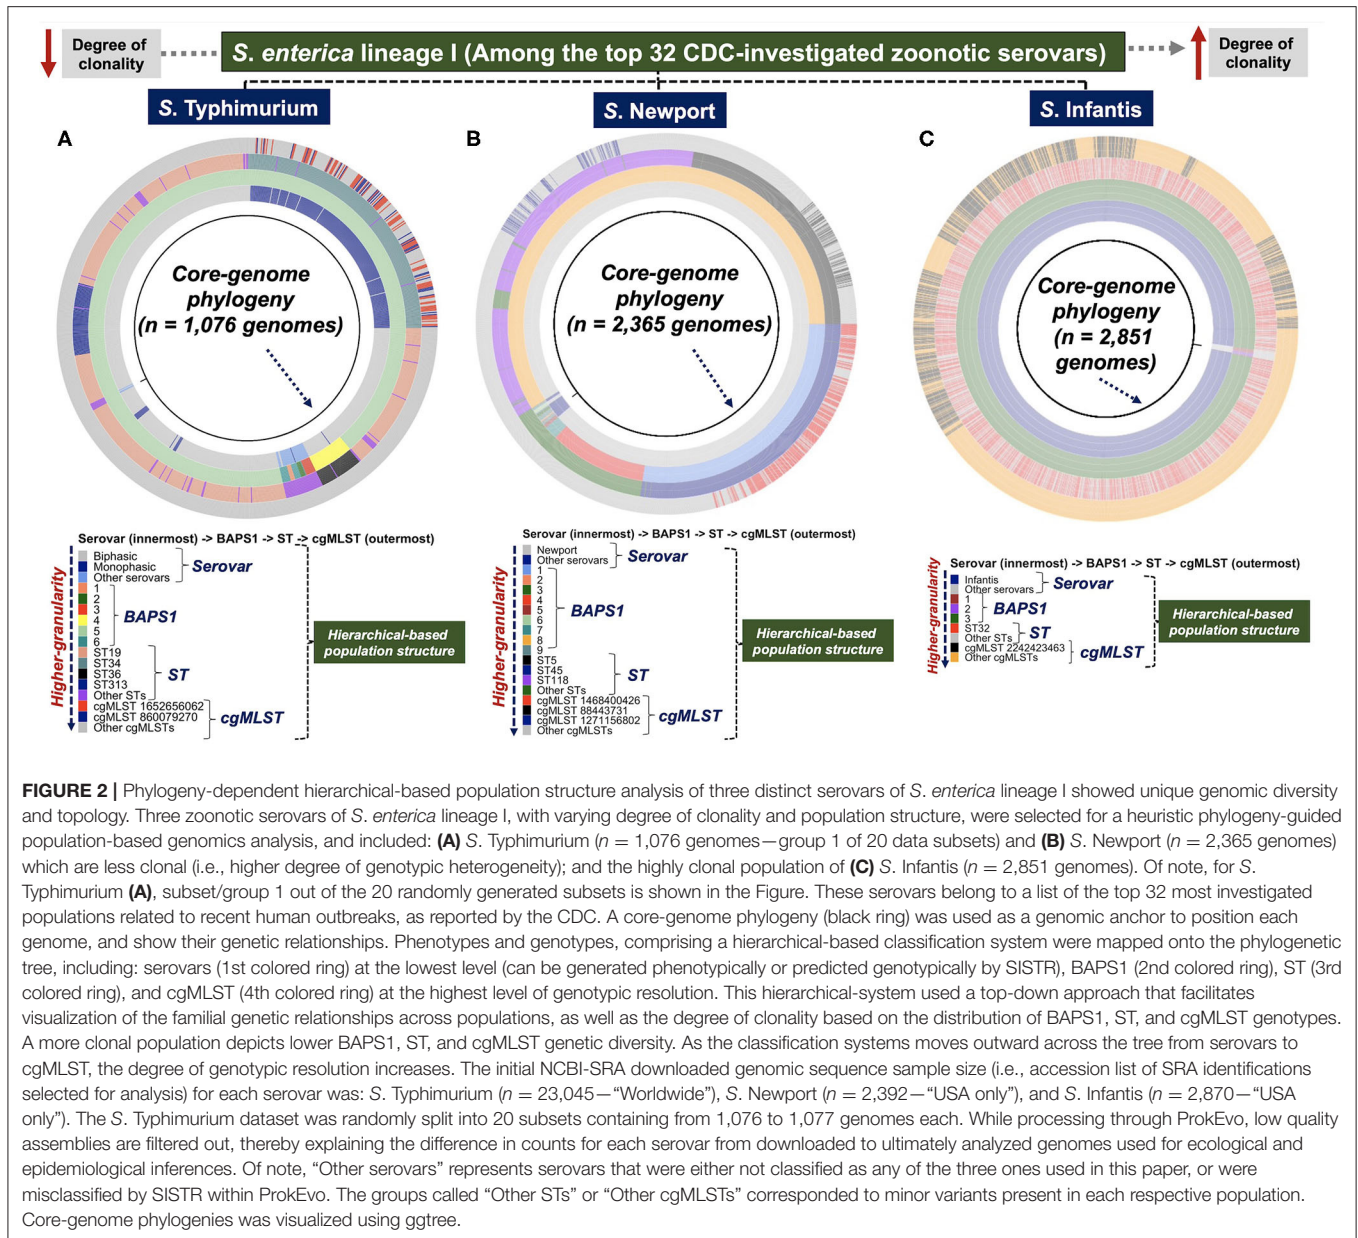 Degree of
clonality
S. enterica lineage I (Among the top 32 CDC-investigated zoonotic serovars)
Degree of
clonality
S. Typhimurium
S. Newport
S. Infantis
A
B
C
Core-genome
phylogeny
(n = 1,076 genomes)
Core-genome
phylogeny
(n = 2,365 genomes)
Core-genome
phylogeny
(n = 2,851
genomes)
Serovar (innermost) -> BAPS1 -> ST -> cgMLST (outermost)
Higher-granularity
Biphasic
Monophasic
Other serovars
1
2
3
4
5
6
ST19
ST34
ST36
ST313
Other STs
cgMLST 1652656062
cgMLST 860079270
Other cgMLSTs
Serovar
BAPS1
ST
cgMLST
Hierarchical-based
population structure
Serovar (innermost) -> BAPS1 -> ST -> cgMLST (outermost)
Higher-granularity
Newport
Other serovars
1
2
3
4
5
6
7
8
9
ST5
ST45
ST118
Other STs
cgMLST 1468400426
cgMLST 88443731
cgMLST 1271156802
Other cgMLSTs
Serovar
BAPS1
ST
cgMLST
Hierarchical-based
population structure
Serovar (innermost) -> BAPS1 -> ST -> cgMLST (outermost)
Higher-granularity
Infantis
Other serovars
1
2
3
ST32
Other STs
cgMLST 2242423463
Other cgMLSTs
Serovar
BAPS1
ST
cgMLST
Hierarchical-based
population structure
FIGURE 2 | Phylogeny-dependent hierarchical-based population structure analysis of three distinct serovars of S. enterica lineage I showed unique genomic diversity
and topology. Three zoonotic serovars of S. enterica lineage I, with varying degree of clonality and population structure, were selected for a heuristic phylogeny-guided
population-based genomics analysis, and included: (A) S. Typhimurium (n = 1,076 genomes—group 1 of 20 data subsets) and (B) S. Newport (n = 2,365 genomes)
which are less clonal (i.e., higher degree of genotypic heterogeneity); and the highly clonal population of (C) S. Infantis (n = 2,851 genomes). Of note, for S.
Typhimurium (A), subset/group 1 out of the 20 randomly generated subsets is shown in the Figure. These serovars belong to a list of the top 32 most investigated
populations related to recent human outbreaks, as reported by the CDC. A core-genome phylogeny (black ring) was used as a genomic anchor to position each
genome, and show their genetic relationships. Phenotypes and genotypes, comprising a hierarchical-based classification system were mapped onto the phylogenetic
tree, including: serovars (1st colored ring) at the lowest level (can be generated phenotypically or predicted genotypically by SISTR), BAPS1 (2nd colored ring), ST (3rd
colored ring), and cgMLST (4th colored ring) at the highest level of genotypic resolution. This hierarchical-system used a top-down approach that facilitates
visualization of the familial genetic relationships across populations, as well as the degree of clonality based on the distribution of BAPS1, ST, and cgMLST genotypes.
A more clonal population depicts lower BAPS1, ST, and cgMLST genetic diversity. As the classification systems moves outward across the tree from serovars to
cgMLST, the degree of genotypic resolution increases. The initial NCBI-SRA downloaded genomic sequence sample size (i.e., accession list of SRA identifications
selected for analysis) for each serovar was: S. Typhimurium (n = 23,045—“Worldwide”), S. Newport (n = 2,392—“USA only”), and S. Infantis (n = 2,870—“USA
only”). The S. Typhimurium dataset was randomly split into 20 subsets containing from 1,076 to 1,077 genomes each. While processing through ProkEvo, low quality
assemblies are filtered out, thereby explaining the difference in counts for each serovar from downloaded to ultimately analyzed genomes used for ecological and
epidemiological inferences. Of note, “Other serovars” represents serovars that were either not classified as any of the three ones used in this paper, or were
misclassified by SISTR within ProkEvo. The groups called “Other STs” or “Other cgMLSTs” corresponded to minor variants present in each respective population.
Core-genome phylogenies was visualized using ggtree.